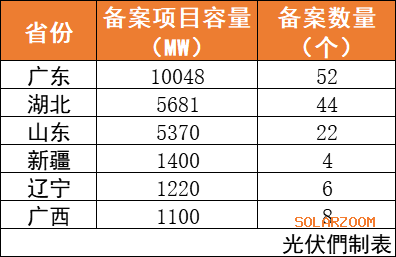 省份 备案项目容量（MW） 备案数量（个）
广东 10048 52
湖北 5681 44
山东 5370 22
新疆 1400 4
辽宁 1220 6
广西 1100 8
SOLARZOOM
光伏們制表